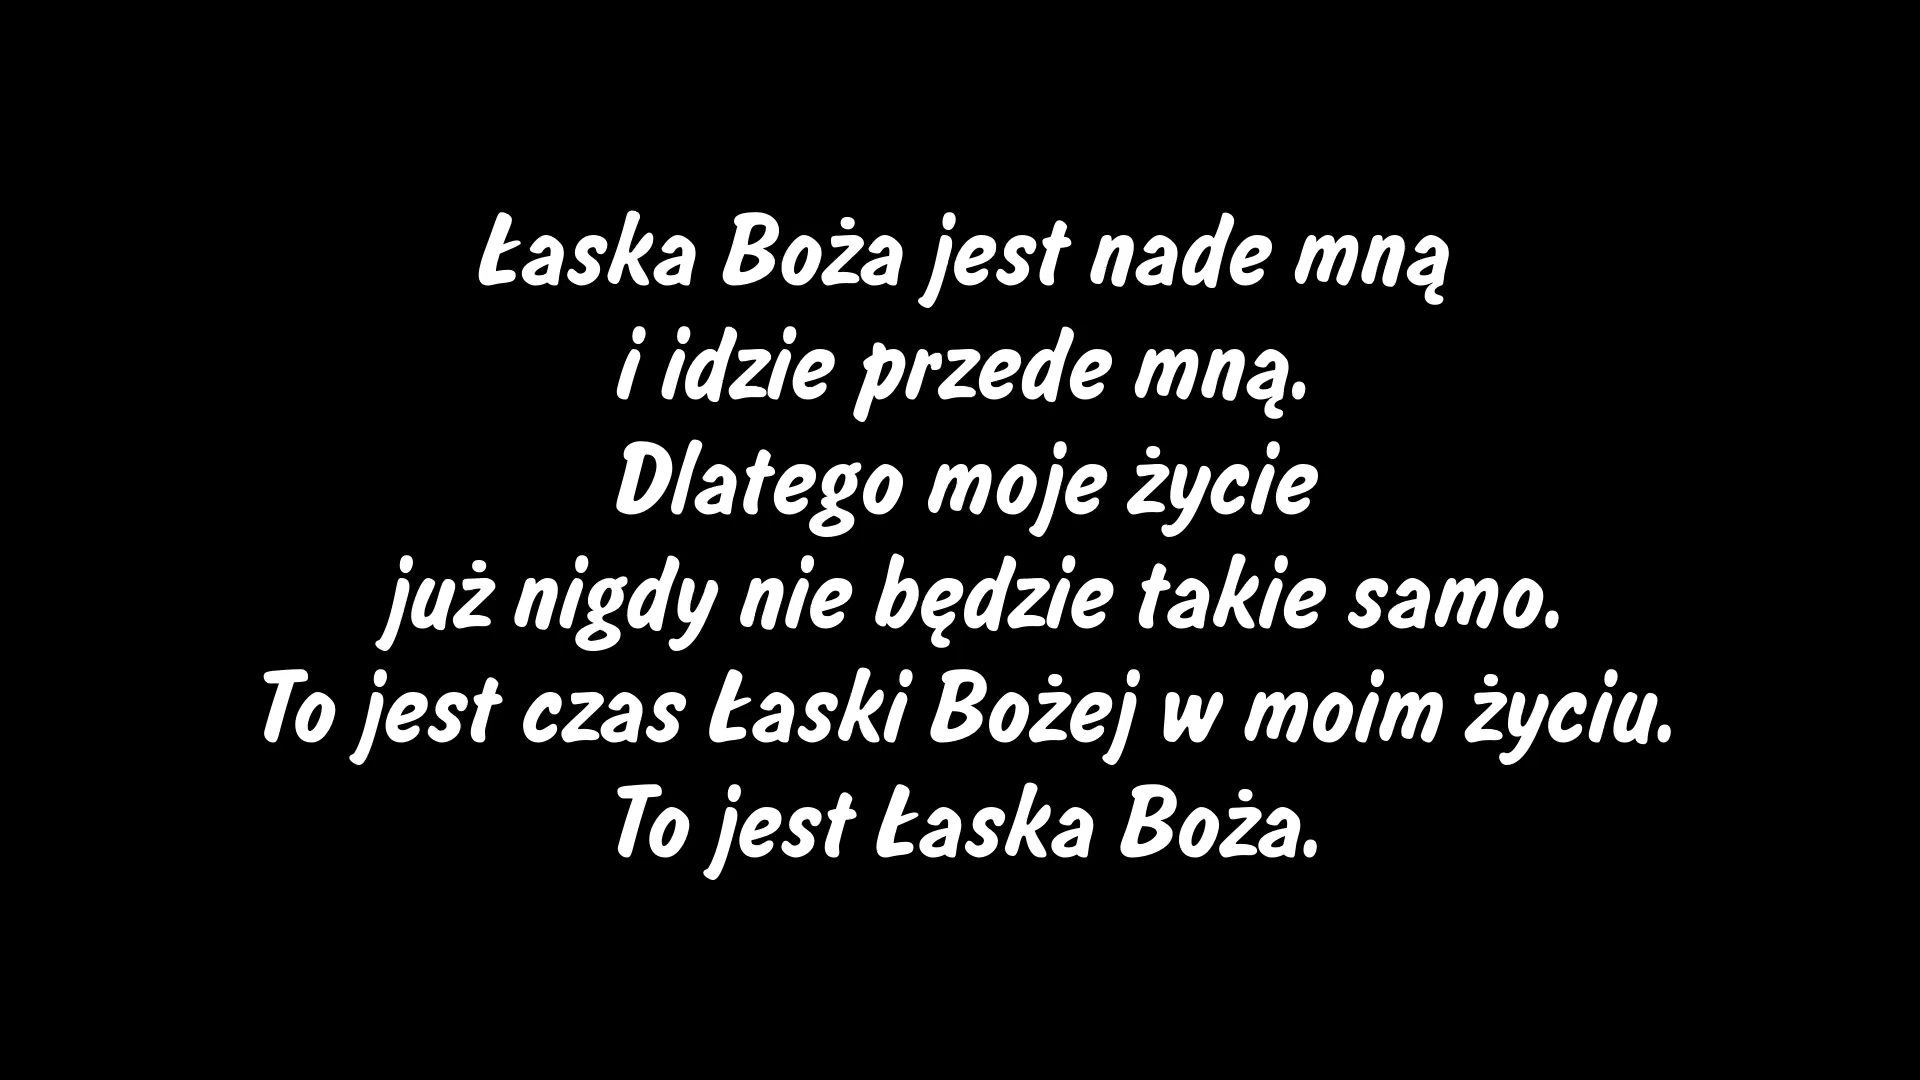 Łaska Boża jest nade mną
i idzie przede mną.
Dlatego moje życie
już nigdy nie będzie takie samo.
To jest czas Łaski Bożej w moim życiu.
To jest Łaska Boża.